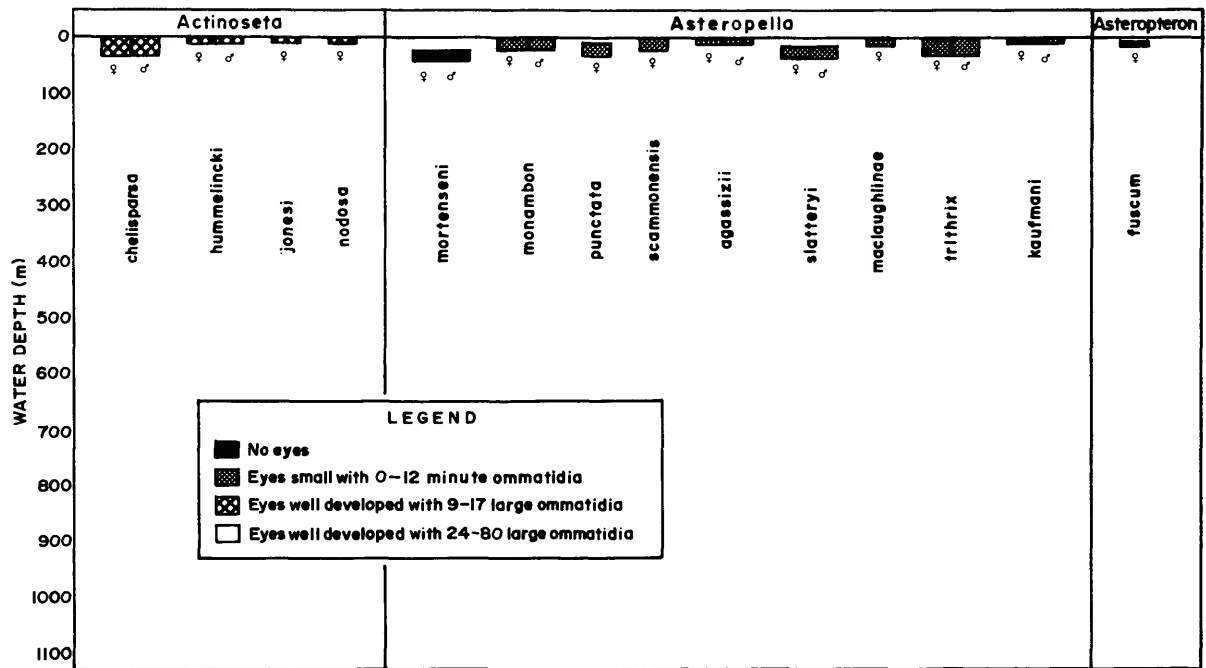 Actinoseta
Asteropella
Asteropteron
0
100
200
300
400
500
600
700
800
900
1000
1100
WATER DEPTH (m)
♀ ♂
♀ ♂
♀
♀
♀ ♂
♀ ♂
♀
♀
♀ ♂
♀ ♂
♀
♀ ♂
♀ ♂
♀
chelisparsa
hummelincki
jonesi
nodosa
mortenseni
monambon
punctata
scammonensis
agassizii
slatteryi
maclaughlinae
trithrix
kaufmani
fuscum
LEGEND
No eyes
Eyes small with 0-12 minute ommatidia
Eyes well developed with 9-17 large ommatidia
Eyes well developed with 24-80 large ommatidia